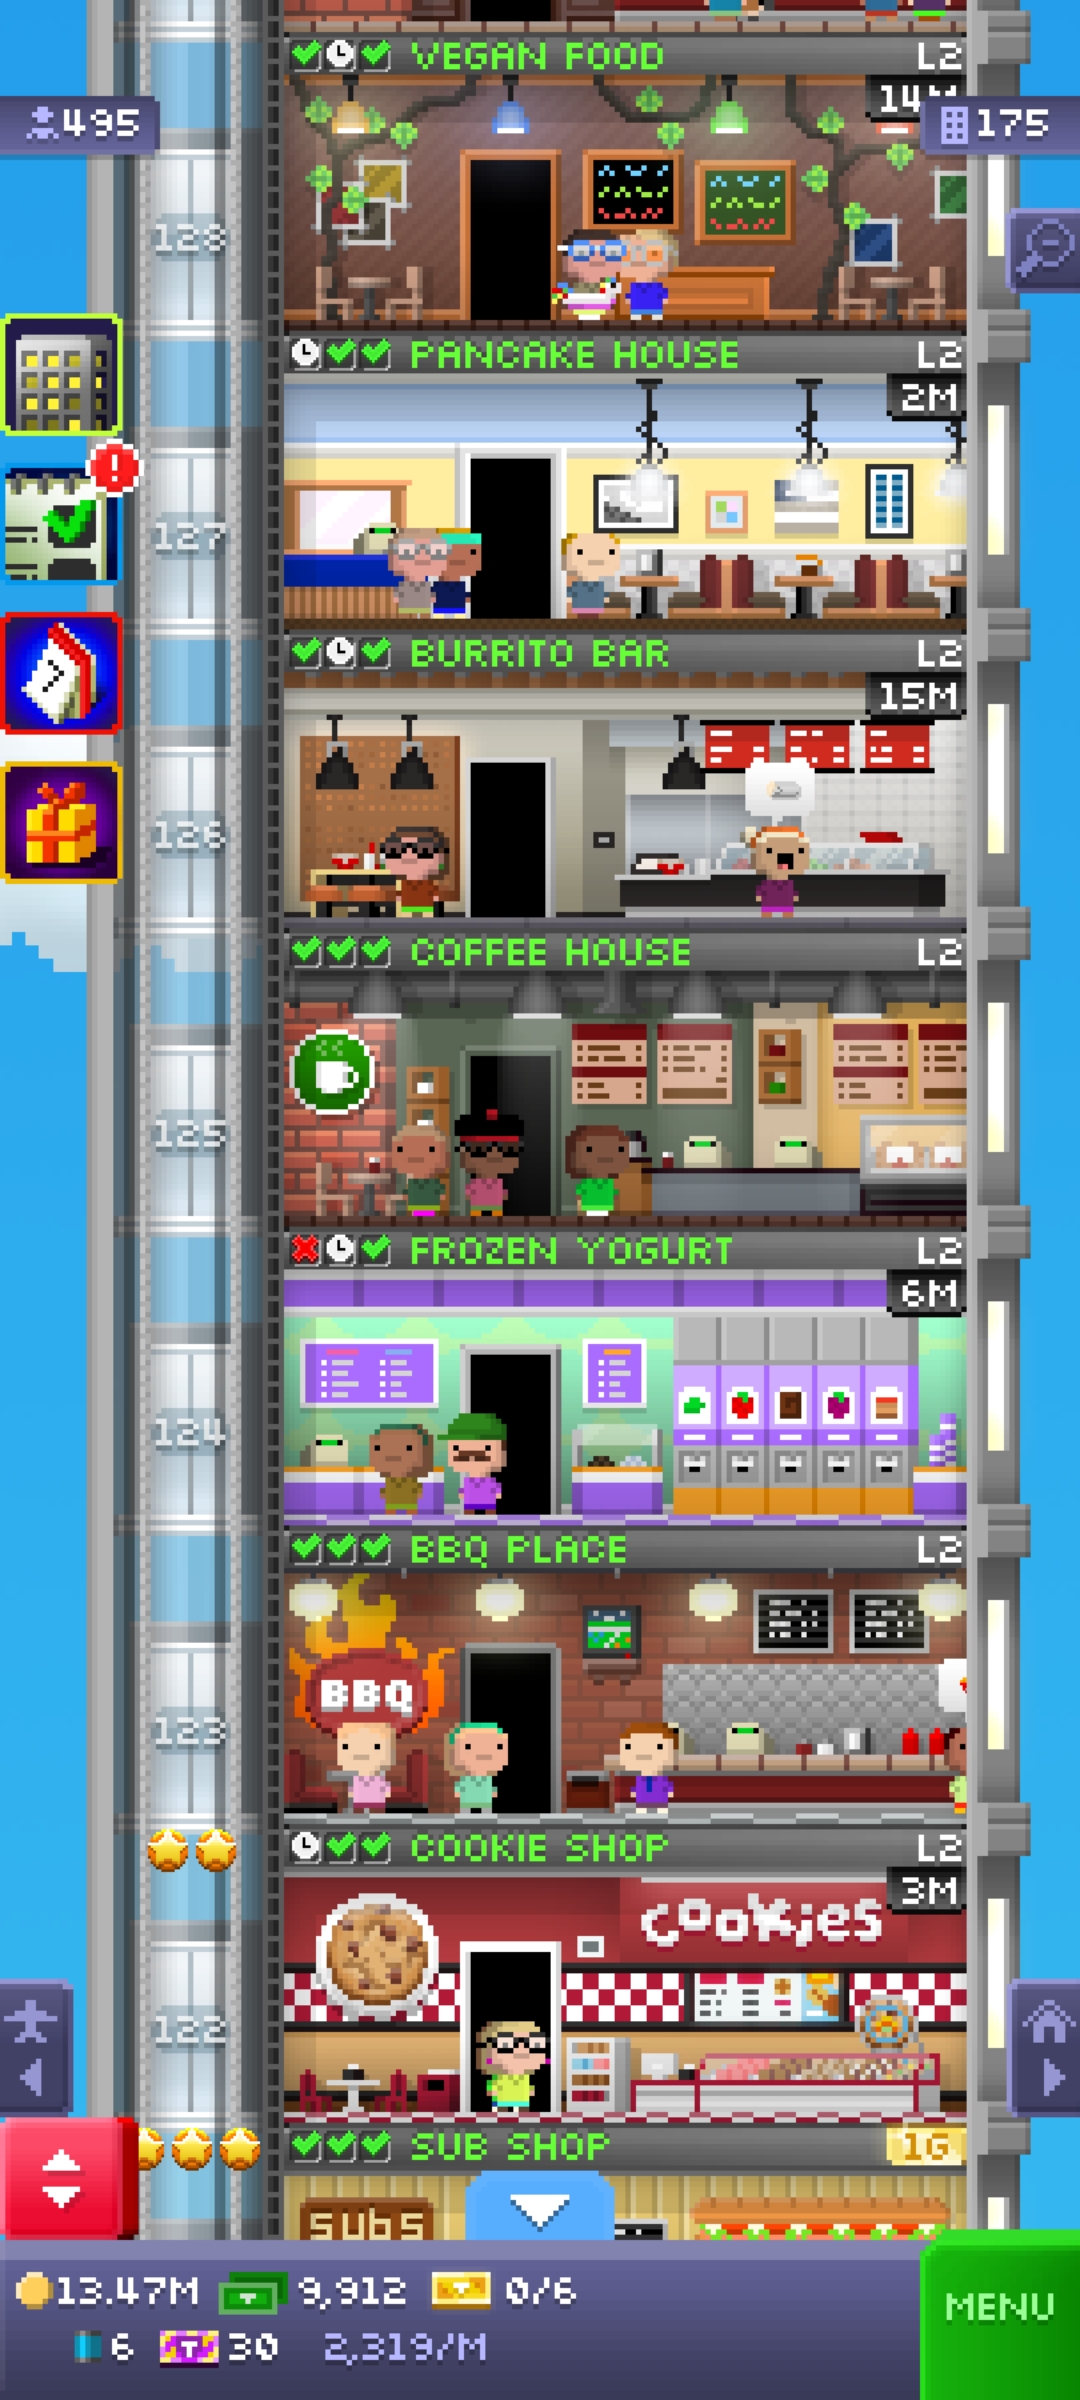 VEGAN FOOD L2
495
175
128
PANCAKE HOUSE L2
2M
127
BURRITO BAR L2
15M
126
COFFEE HOUSE L2
125
FROZEN YOGURT L2
6M
124
BBQ PLACE L2
BBQ
123
COOKIE SHOP L2
3M
cookies
122
SUB SHOP 1G
subs
13.47M 9,912 0/6
6 T 30 2,319/M
MENU